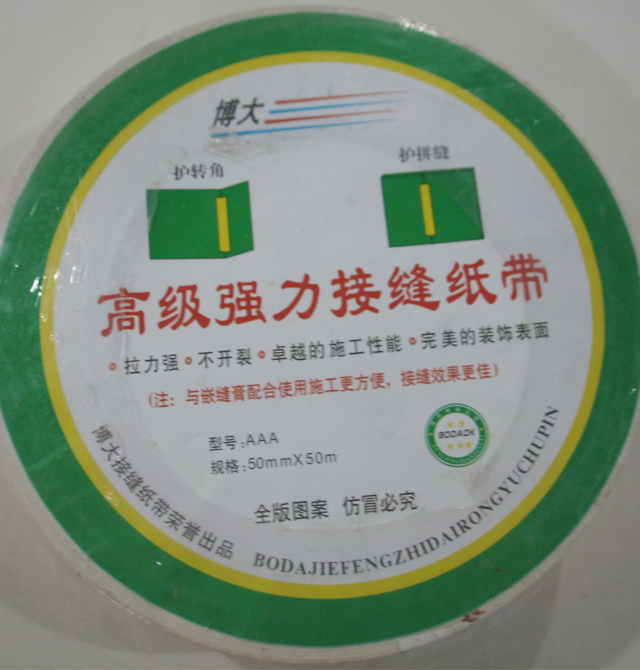 博大
护转角
护拼缝
高级强力接缝纸带
•拉力强•不开裂•卓越的施工性能•完美的装饰表面
(注：与嵌缝膏配合使用施工更方便，接缝效果更佳)
型号:AAA
规格:50mmX50m
BODAOK
全版图案 仿冒必究
博大接缝纸带荣誉出品 BODAJIEFENGZHIDAIRONGYUCHUPIN